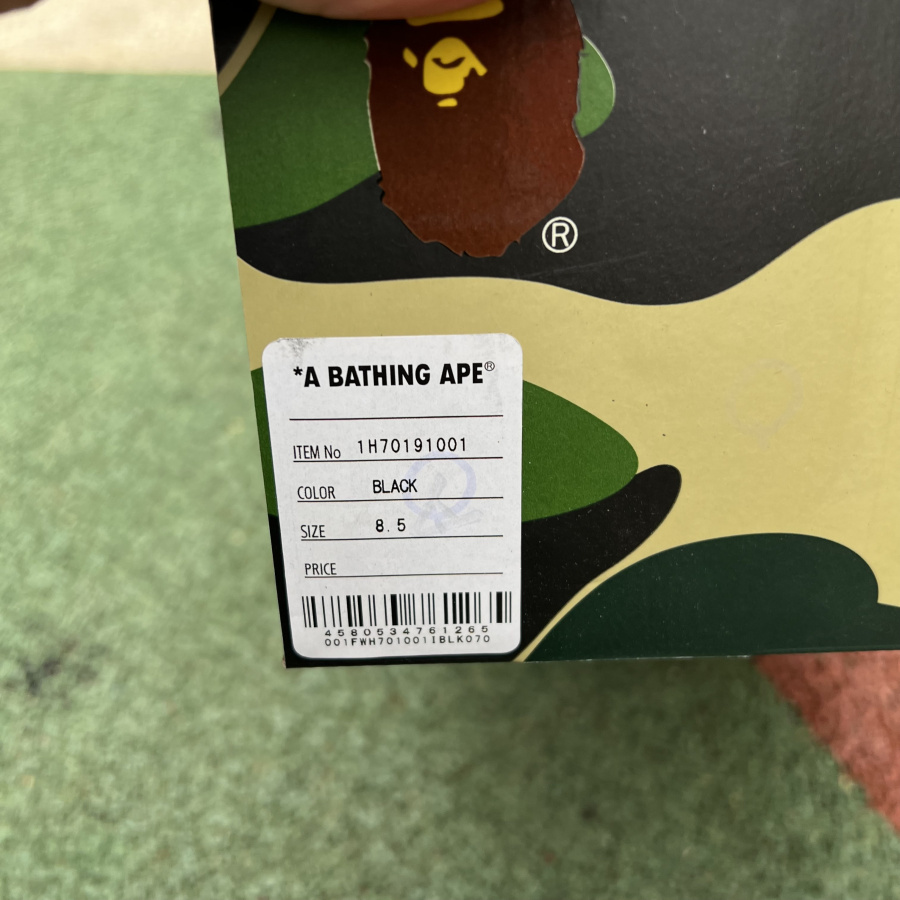 ®
*A BATHING APE®
ITEM No 1H70191001
COLOR BLACK
SIZE 8.5
PRICE
4580534761265
001FWH701001IBLK070